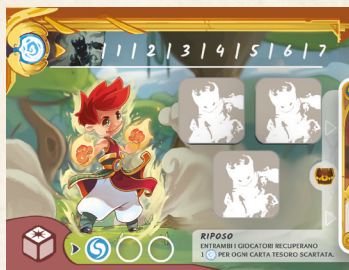 1 2 3 4 5 6 7
RIPOSO
ENTRAMBI I GIOCATORI RECUPERANO
1 PER OGNI CARTA TESORO SCARTATA.